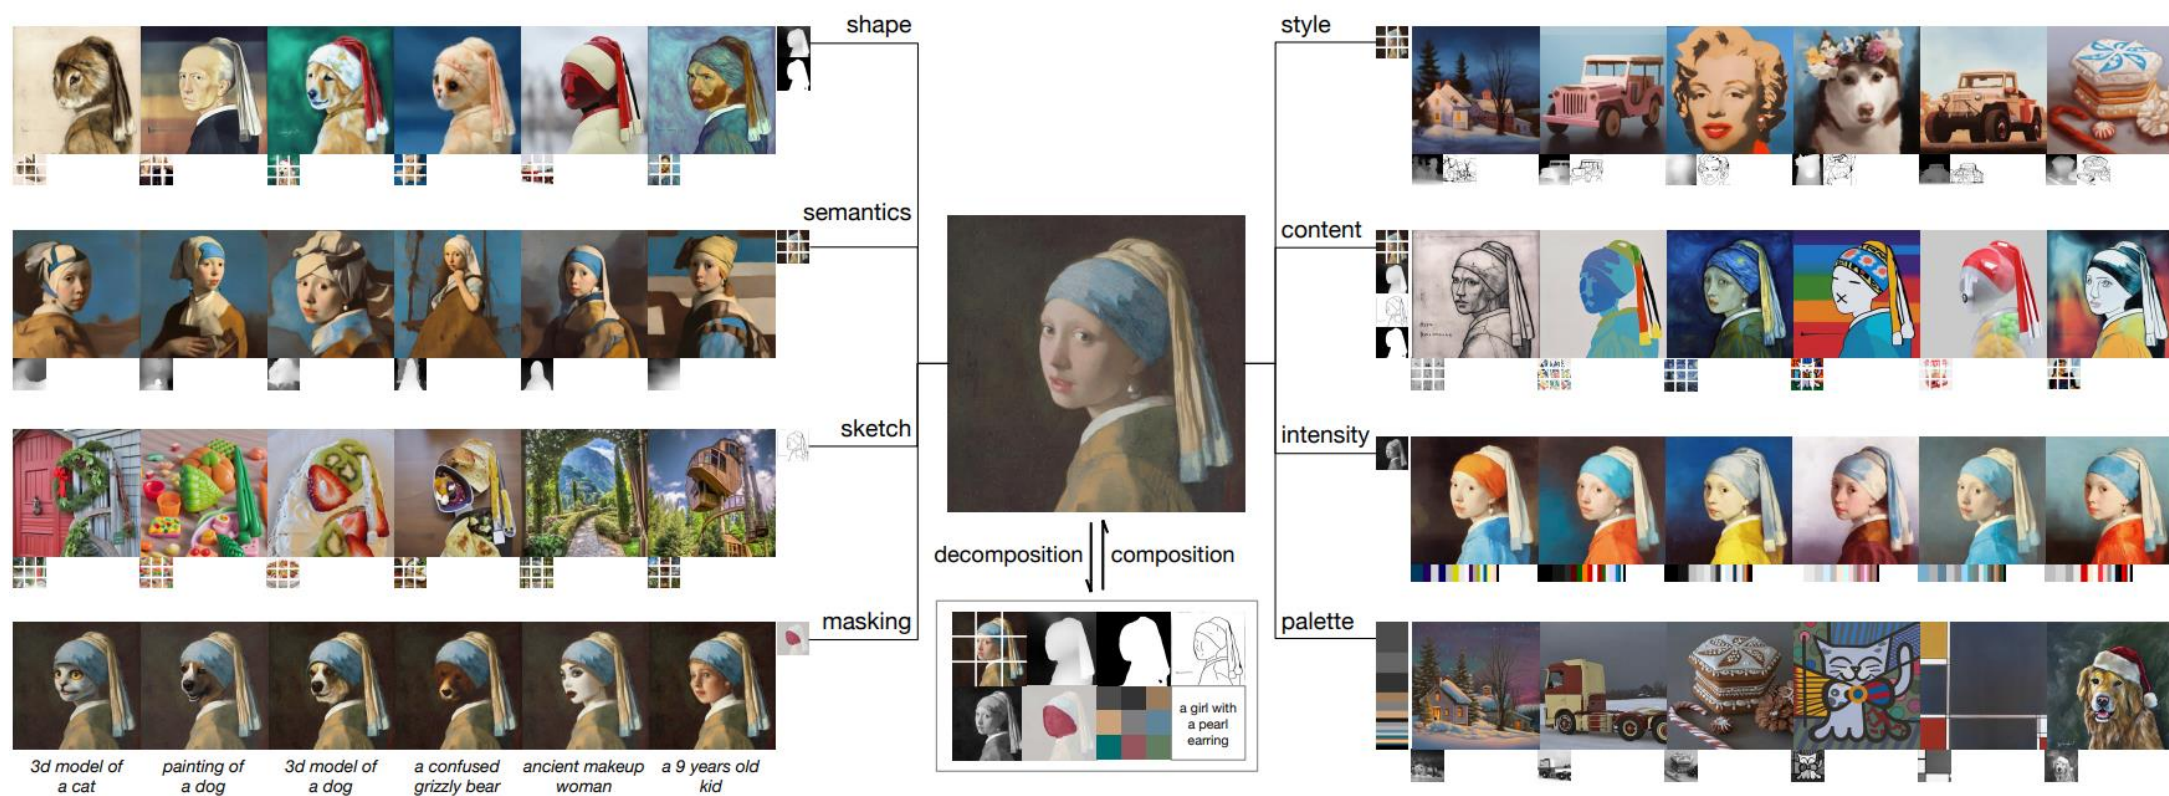 shape
semantics
sketch
masking
3d model of
a cat
painting of
a dog
3d model of
a dog
a confused
grizzly bear
ancient makeup
woman
a 9 years old
kid
decomposition
composition
a girl with
a pearl
earring
style
content
intensity
palette